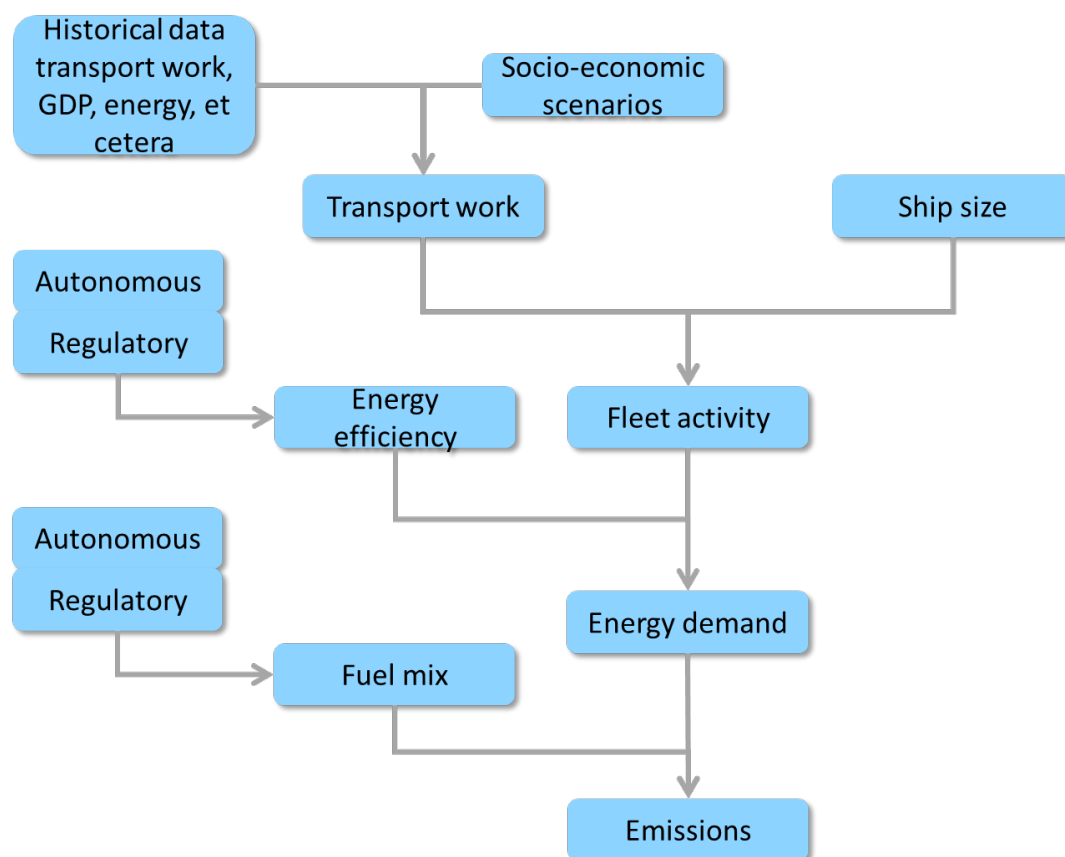 Historical data
transport work,
GDP, energy, et
cetera
Socio-economic
scenarios
Transport work
Ship size
Autonomous
Regulatory
Energy
efficiency
Fleet activity
Autonomous
Regulatory
Energy demand
Fuel mix
Emissions